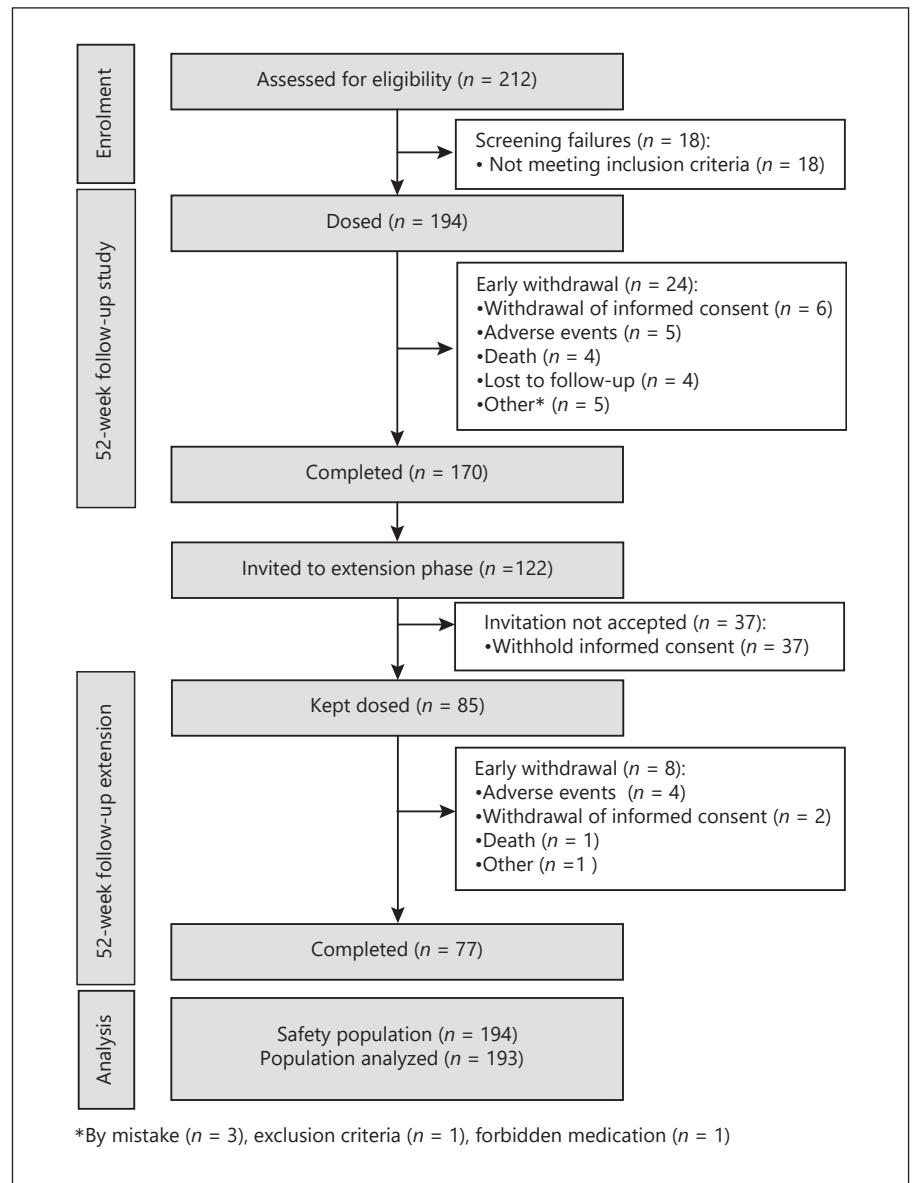 Enrolment
Assessed for eligibility (n = 212)
Screening failures (n = 18):
• Not meeting inclusion criteria (n = 18)
52-week follow-up study
Dosed (n = 194)
Early withdrawal (n = 24):
•Withdrawal of informed consent (n = 6)
•Adverse events (n = 5)
•Death (n = 4)
•Lost to follow-up (n = 4)
•Other* (n = 5)
Completed (n = 170)
Invited to extension phase (n =122)
Invitation not accepted (n = 37):
•Withhold informed consent (n = 37)
52-week follow-up extension
Kept dosed (n = 85)
Early withdrawal (n = 8):
•Adverse events  (n = 4)
•Withdrawal of informed consent (n = 2)
•Death (n = 1)
•Other (n =1 )
Completed (n = 77)
Analysis
Safety population (n = 194)
Population analyzed (n = 193)
*By mistake (n = 3), exclusion criteria (n = 1), forbidden medication (n = 1)